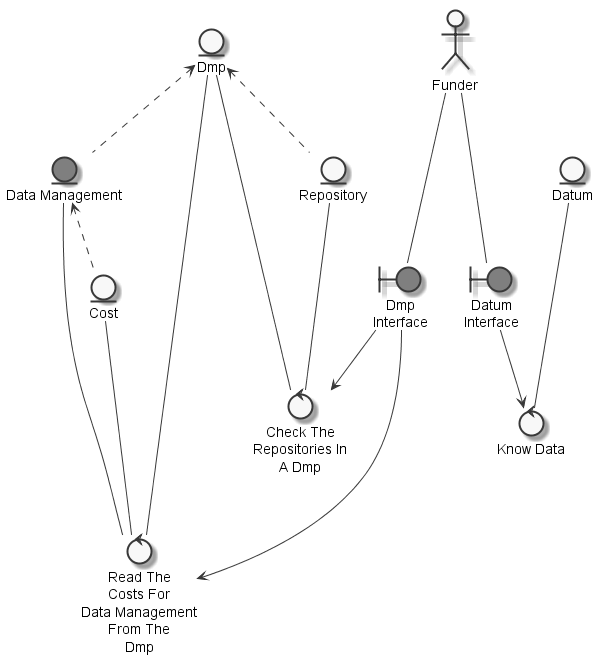 Dmp
Funder
Data Management
Repository
Datum
Cost
Dmp
Interface
Datum
Interface
Check The
Repositories In
A Dmp
Know Data
Read The
Costs For
Data Management
From The
Dmp